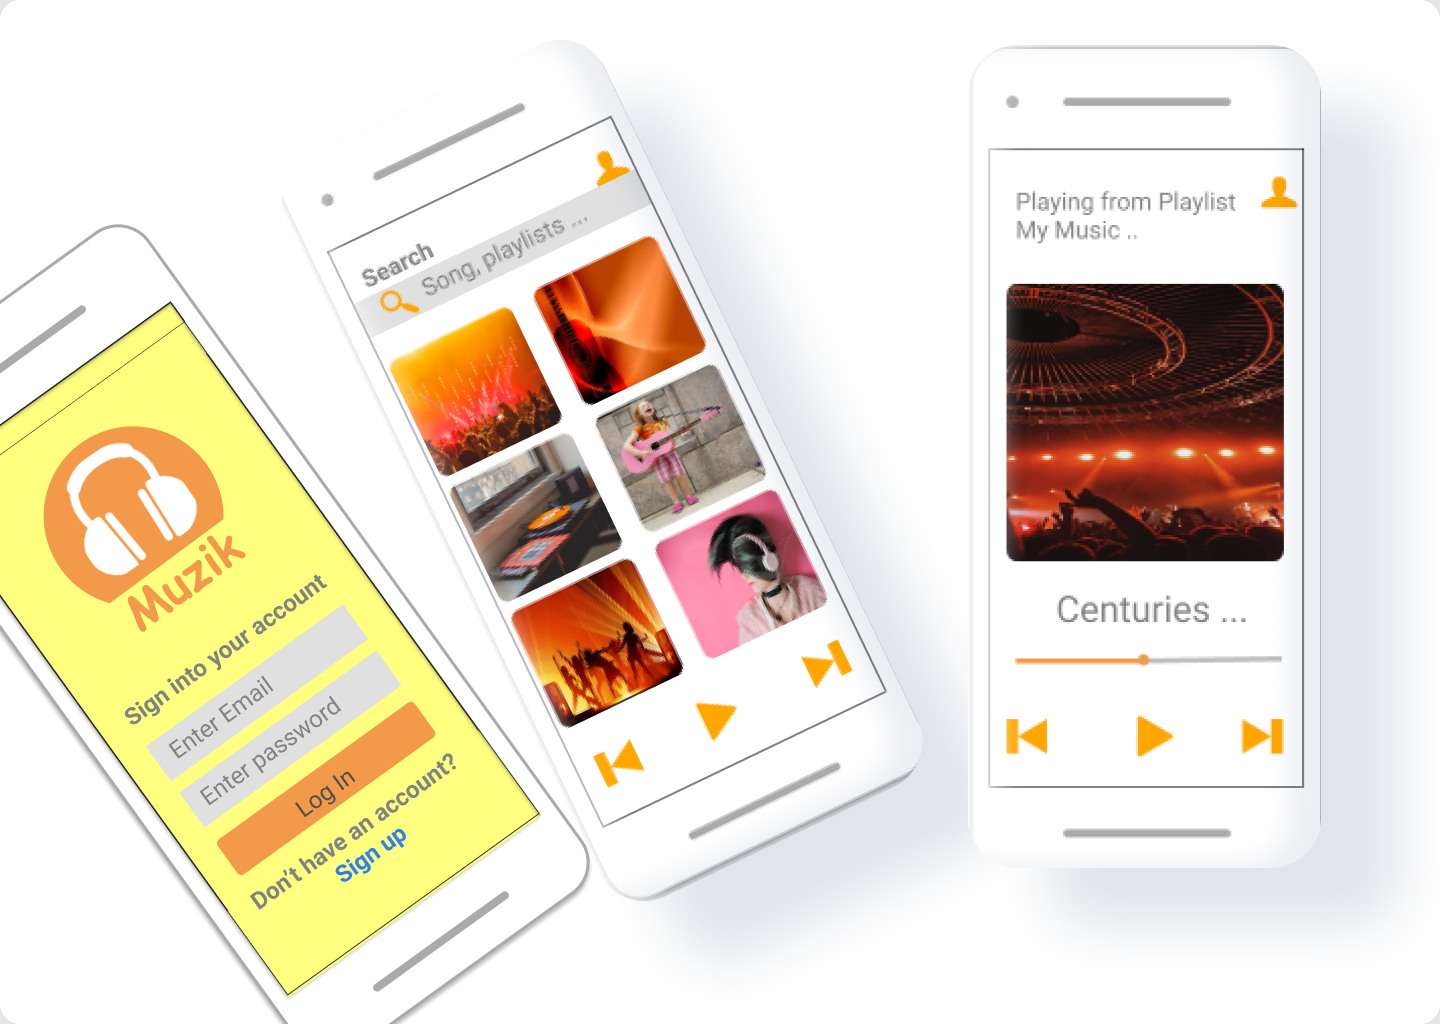 Muzik
Sign into your account
Enter Email
Enter password
Log In
Don't have an account?
Sign up
Search
Song, playlists ...
Playing from Playlist
My Music ..
Centuries ...